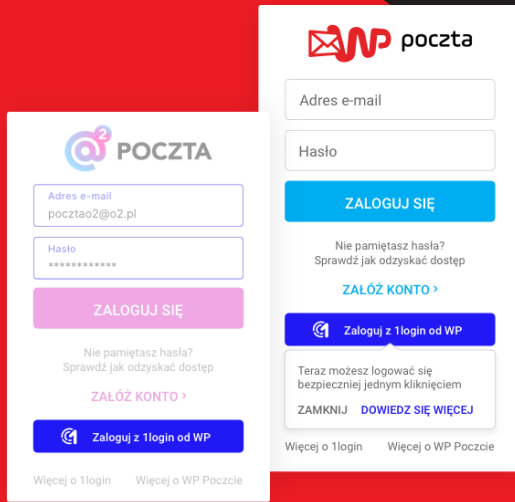 WP poczta
Adres e-mail
Hasło
ZALOGUJ SIĘ
Nie pamiętasz hasła?
Sprawdź jak odzyskać dostęp
ZAŁÓŻ KONTO >
1 Zaloguj z 1login od WP
Teraz możesz logować się
bezpieczniej jednym kliknięciem
ZAMKNIJ DOWIEDZ SIĘ WIĘCEJ
Więcej o 1login Więcej o WP Poczcie
@2 POCZTA
Adres e-mail
pocztao2@o2.pl
Hasło
************
ZALOGUJ SIĘ
Nie pamiętasz hasła?
Sprawdź jak odzyskać dostęp
ZAŁÓŻ KONTO >
1 Zaloguj z 1login od WP
Więcej o 1login Więcej o WP Poczcie